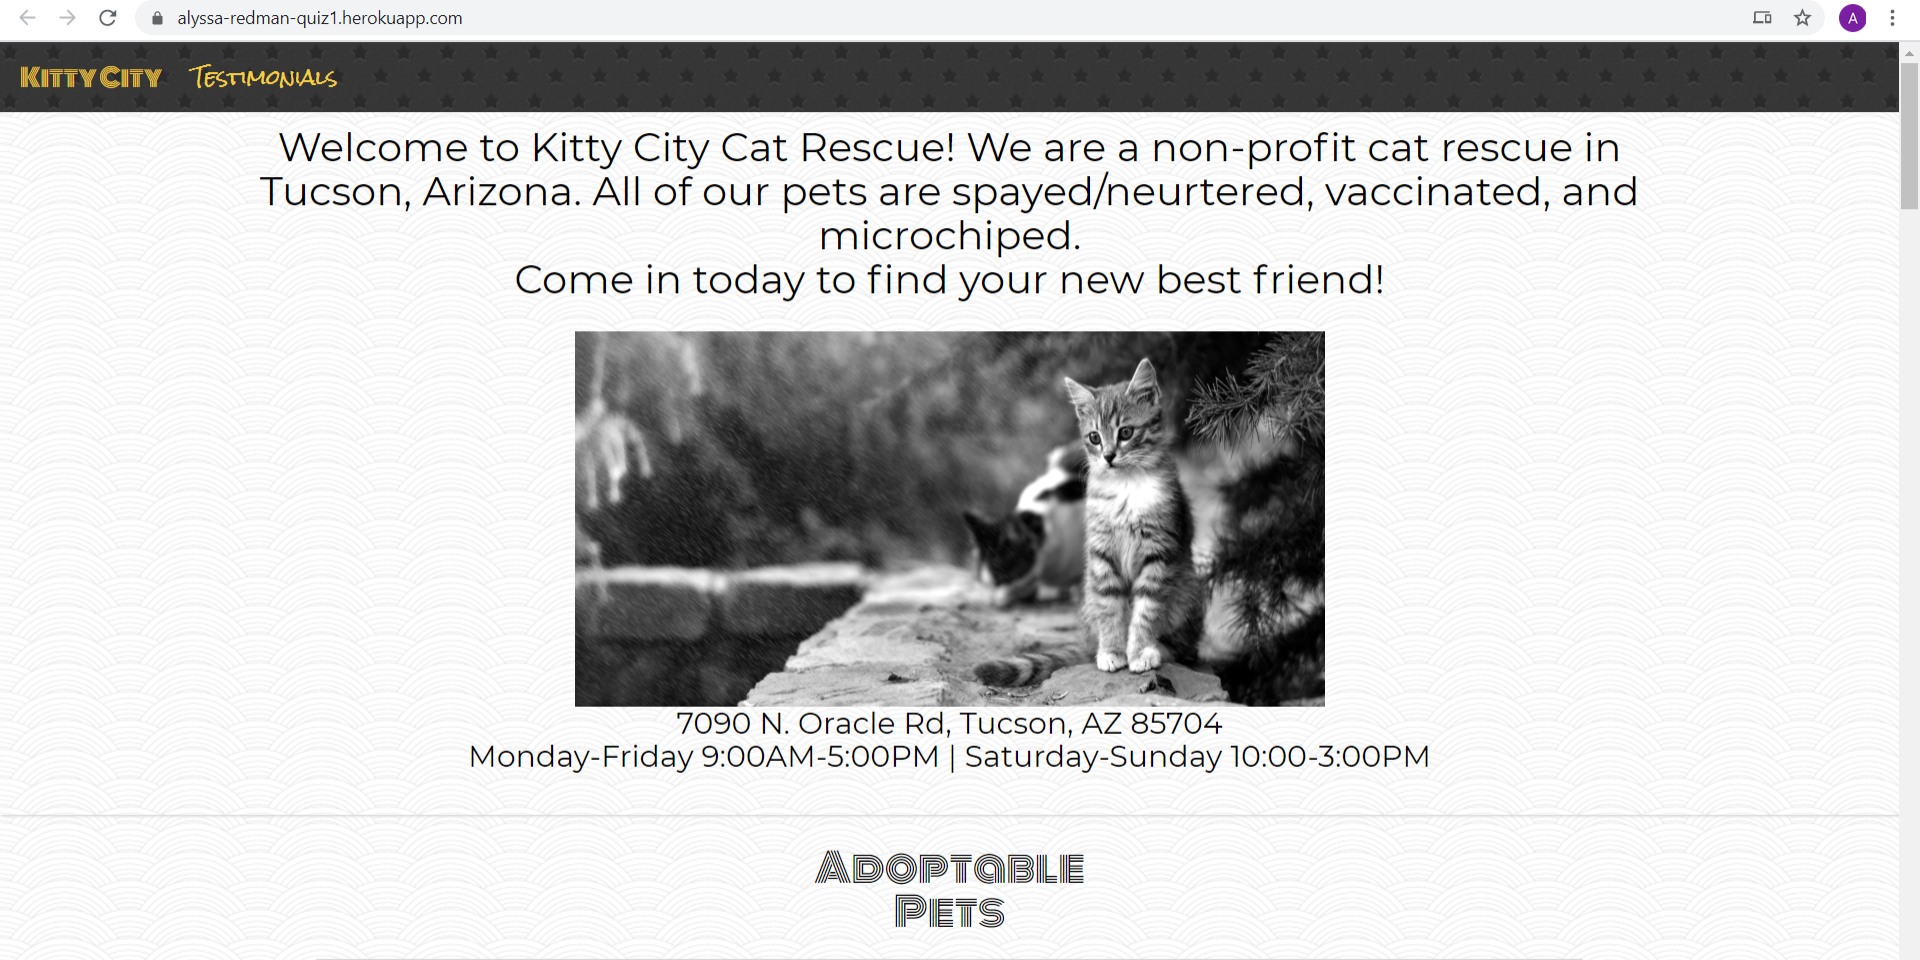 alyssa-redman-quiz1.herokuapp.com
A
Kitty City Testimonials
Welcome to Kitty City Cat Rescue! We are a non-profit cat rescue in
Tucson, Arizona. All of our pets are spayed/neurtered, vaccinated, and
microchiped.
Come in today to find your new best friend!
7090 N. Oracle Rd, Tucson, AZ 85704
Monday-Friday 9:00AM-5:00PM | Saturday-Sunday 10:00-3:00PM
Adoptable
Pets